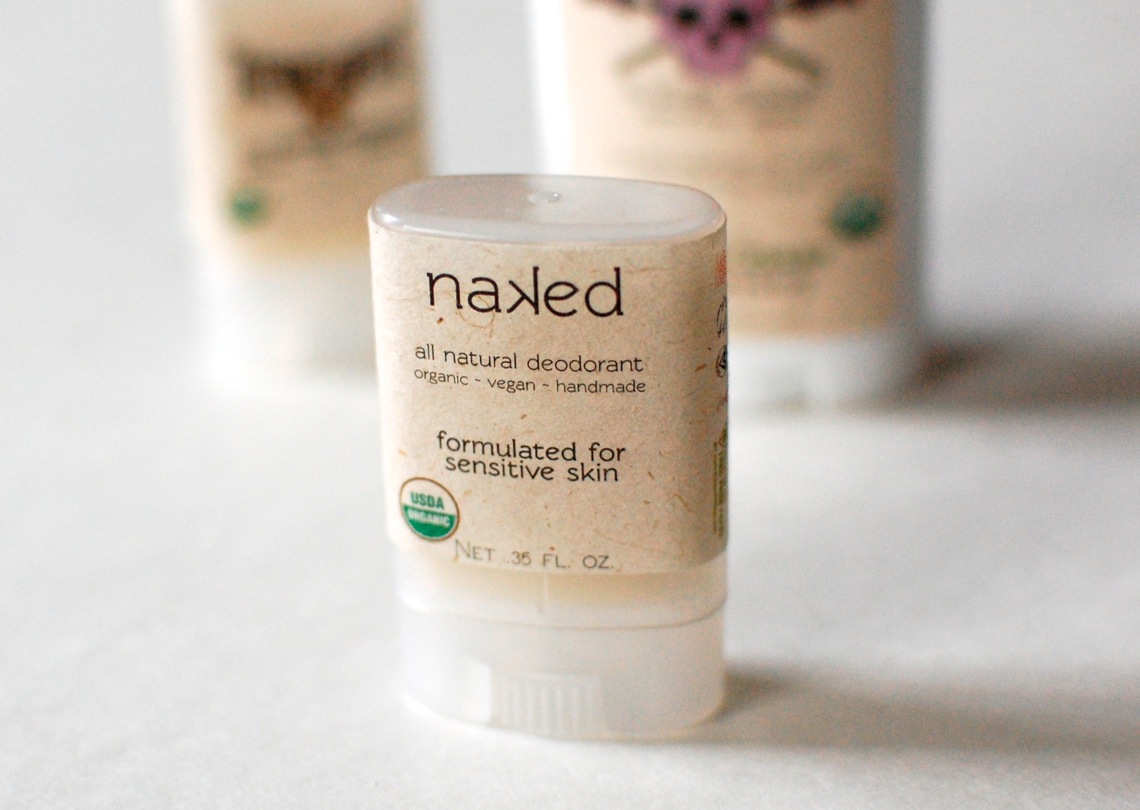 naked
all natural deodorant
organic ~ vegan ~ handmade
formulated for
sensitive skin
USDA
ORGANIC
NET .35 FL. OZ.